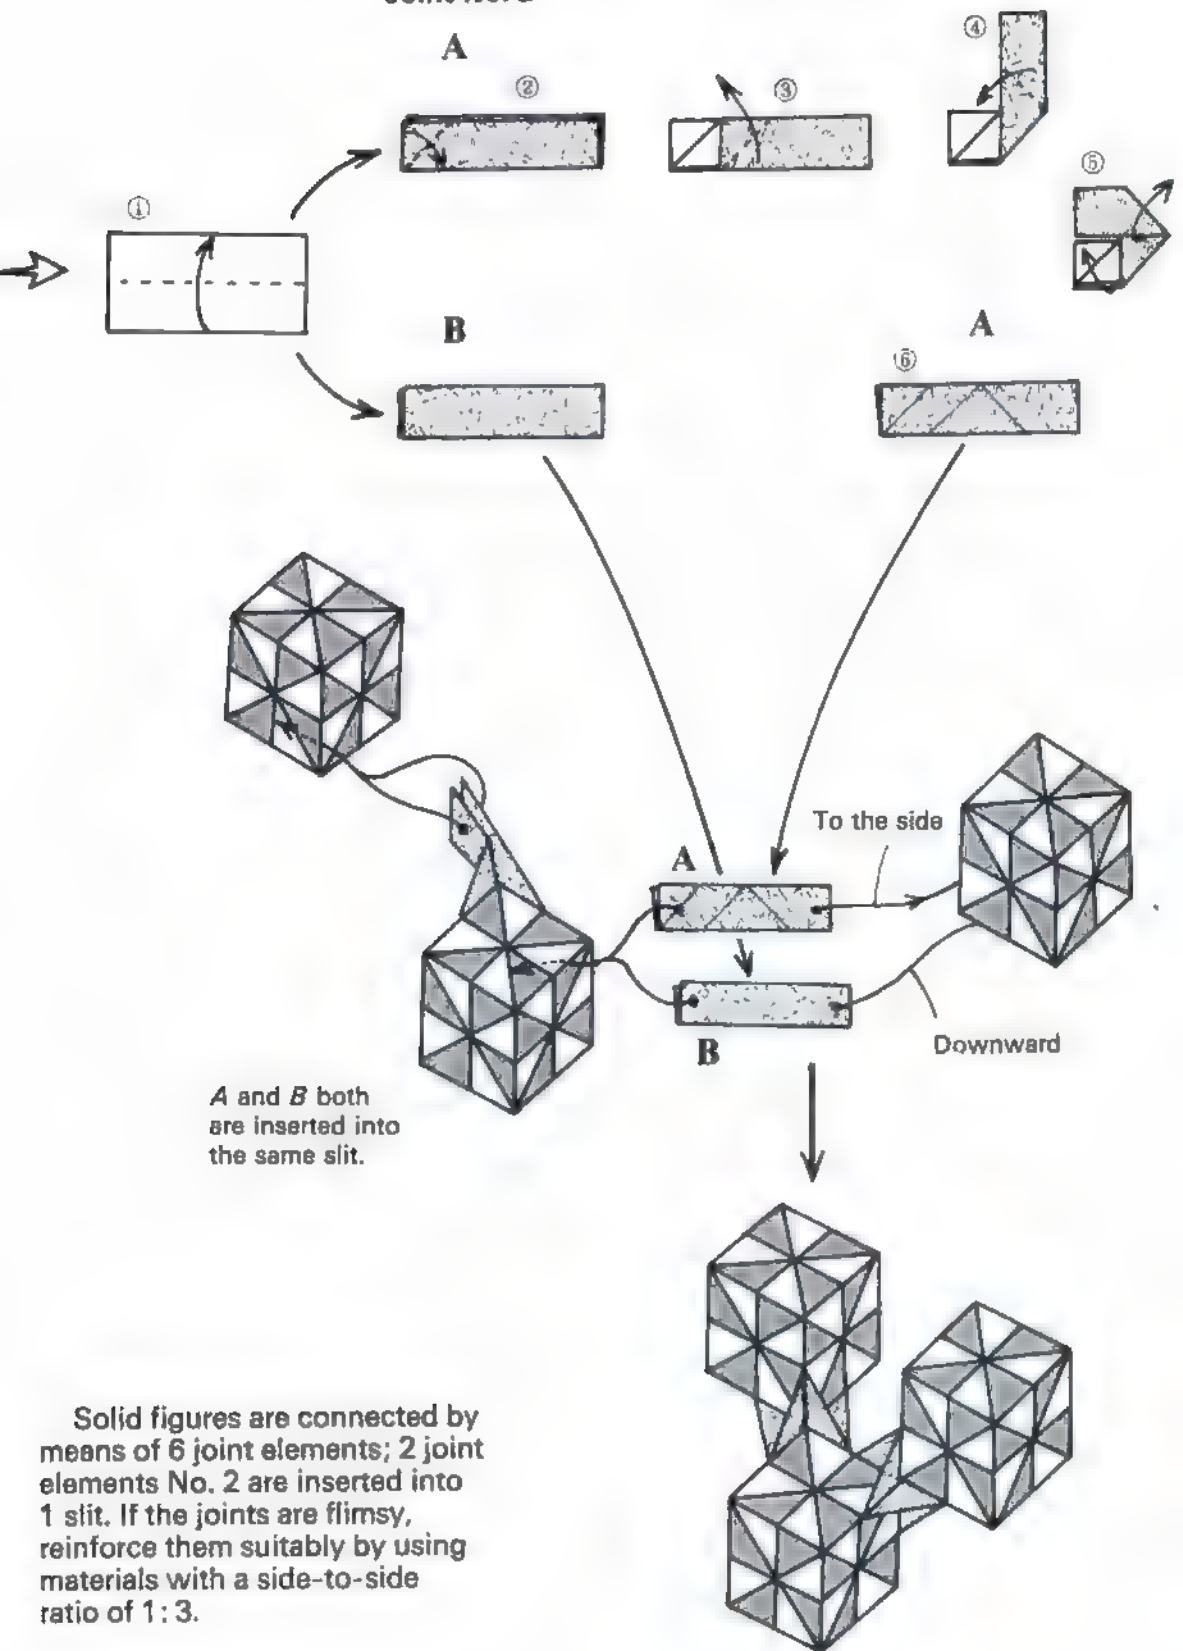 A
②
③
④
①
⑤
B
A
⑥
To the side
A
B
Downward
A and B both
are inserted into
the same slit.
Solid figures are connected by
means of 6 joint elements; 2 joint
elements No. 2 are inserted into
1 slit. If the joints are flimsy,
reinforce them suitably by using
materials with a side-to-side
ratio of 1 : 3.